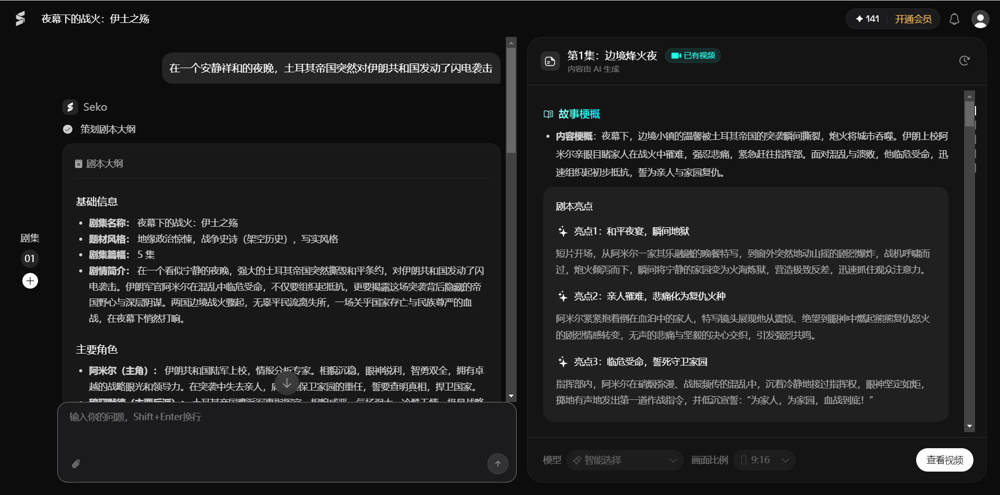 夜幕下的战火：伊土之殇
141
开通会员
在一个安静祥和的夜晚，土耳其帝国突然对伊朗共和国发动了闪电袭击
Seko
策划剧本大纲
剧本大纲
基础信息
剧集名称： 夜幕下的战火：伊土之殇
题材风格： 地缘政治惊悚，战争史诗（架空历史），写实风格
剧集篇幅： 5 集
剧情简介： 在一个看似宁静的夜晚，强大的土耳其帝国突然撕毁和平条约，对伊朗共和国发动了闪
电袭击。伊朗军官阿米尔在混乱中临危受命，不仅要组织起抵抗，更要揭露这场突袭背后隐藏的帝
国野心与深层阴谋。两国边境战火骤起，无辜平民流离失所，一场关乎国家存亡与民族尊严的血
战，在夜幕下悄然打响。
主要角色
阿米尔（主角）： 伊朗共和国陆军上校，情报分析专家。相貌沉稳，眼神锐利，智勇双全，拥有卓
越的战略眼光和领导力。在突袭中失去亲人，肩 保卫家园的重任，誓要查明真相，捍卫国家。
剧集
01
输入你的问题，Shift+Enter换行
第1集：边境烽火夜
已有视频
内容由 AI 生成
故事梗概
内容梗概：夜幕下，边境小镇的温馨被土耳其帝国的突袭瞬间撕裂，炮火将城市吞噬。伊朗上校阿
米尔亲眼目睹家人在战火中罹难，强忍悲痛，紧急赶往指挥部。面对混乱与溃败，他临危受命，迅
速组织起初步抵抗，誓为亲人与家园复仇。
剧本亮点
亮点1：和平夜宴，瞬间地狱
短片开场，从阿米尔一家其乐融融的晚餐特写，到窗外突然地动山摇的剧烈爆炸，战机呼啸而
过，炮火倾泻而下，瞬间将宁静的家园变为火海炼狱，营造极致反差，迅速抓住观众注意力。
亮点2：亲人罹难，悲痛化为复仇火种
阿米尔紧紧抱着倒在血泊中的家人，特写镜头展现他从震惊、绝望到眼神中燃起熊熊复仇怒火
的剧烈情感转变，无声的悲痛与坚毅的决心交织，引发强烈共鸣。
亮点3：临危受命，誓死守卫家园
指挥部内，阿米尔在硝烟弥漫、战报频传的混乱中，沉着冷静地接过指挥权，眼神坚定如炬，
掷地有声地发出第一道作战指令，并低沉宣誓：“为家人，为家园，血战到底！”
模型
智能选择
画面比例
9:16
查看视频